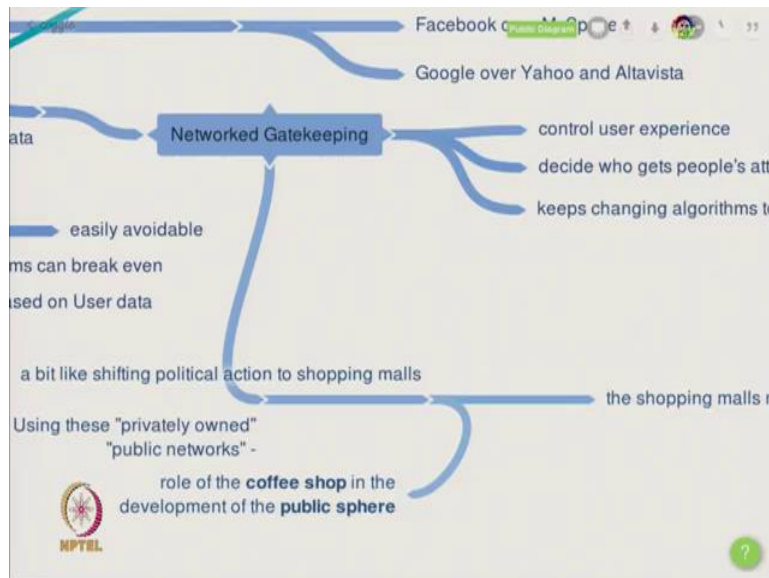 coggle
Facebook
Public Diagram
Google over Yahoo and Altavista
ata
Networked Gatekeeping
control user experience
decide who gets people's att
keeps changing algorithms t
easily avoidable
ms can break even
ased on User data
a bit like shifting political action to shopping malls
the shopping malls
Using these "privately owned"
"public networks" -
role of the coffee shop in the
development of the public sphere
NPTEL
?